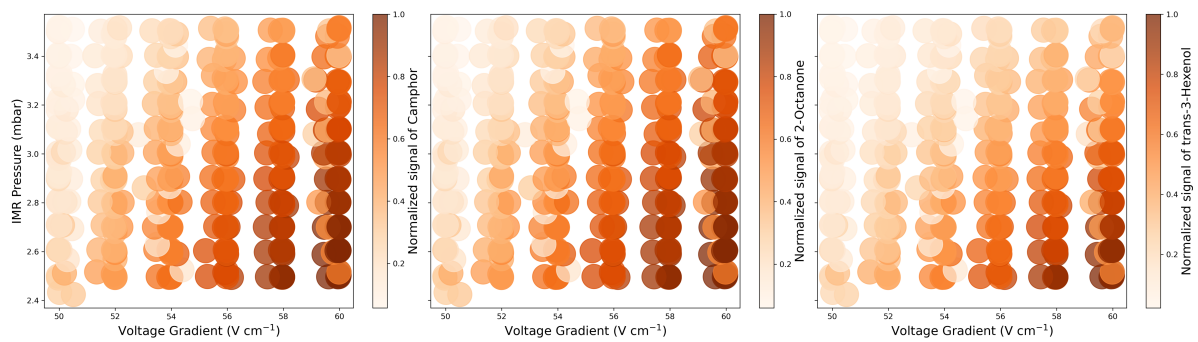 IMR Pressure (mbar)
3.4
3.2
3.0
2.8
2.6
2.4
50 52 54 56 58 60
Voltage Gradient (V cm⁻¹)
1.0
0.8
0.6
0.4
0.2
Normalized signal of Camphor
50 52 54 56 58 60
Voltage Gradient (V cm⁻¹)
1.0
0.8
0.6
0.4
0.2
Normalized signal of 2-Octanone
50 52 54 56 58 60
Voltage Gradient (V cm⁻¹)
1.0
0.8
0.6
0.4
0.2
Normalized signal of trans-3-Hexenol